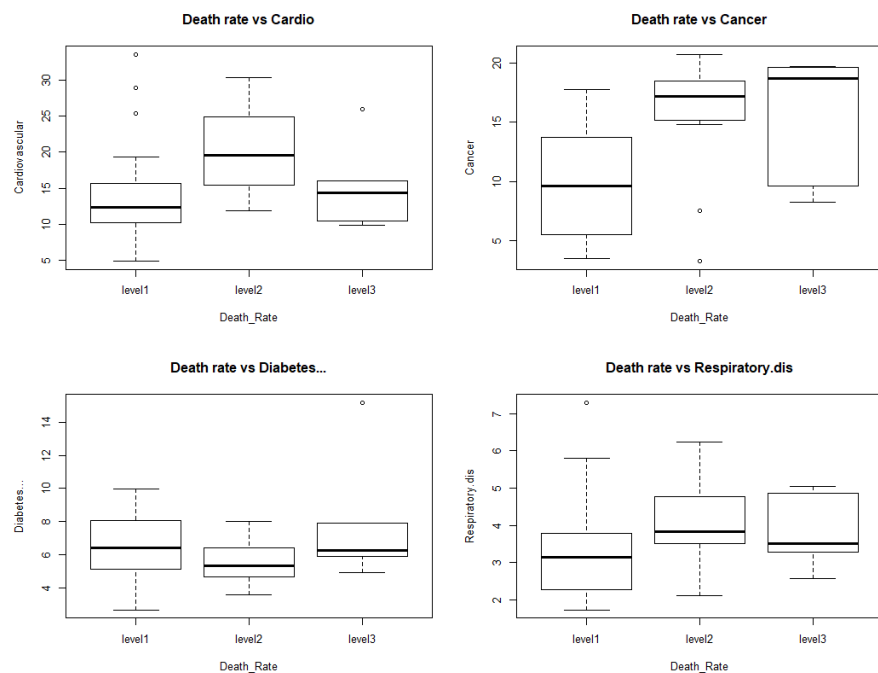 Death rate vs Cardio
Cardiovascular
5 10 15 20 25 30
level1 level2 level3
Death_Rate
Death rate vs Cancer
Cancer
5 10 15 20
level1 level2 level3
Death_Rate
Death rate vs Diabetes...
Diabetes...
4 6 8 10 12 14
level1 level2 level3
Death_Rate
Death rate vs Respiratory.dis
Respiratory.dis
2 3 4 5 6 7
level1 level2 level3
Death_Rate